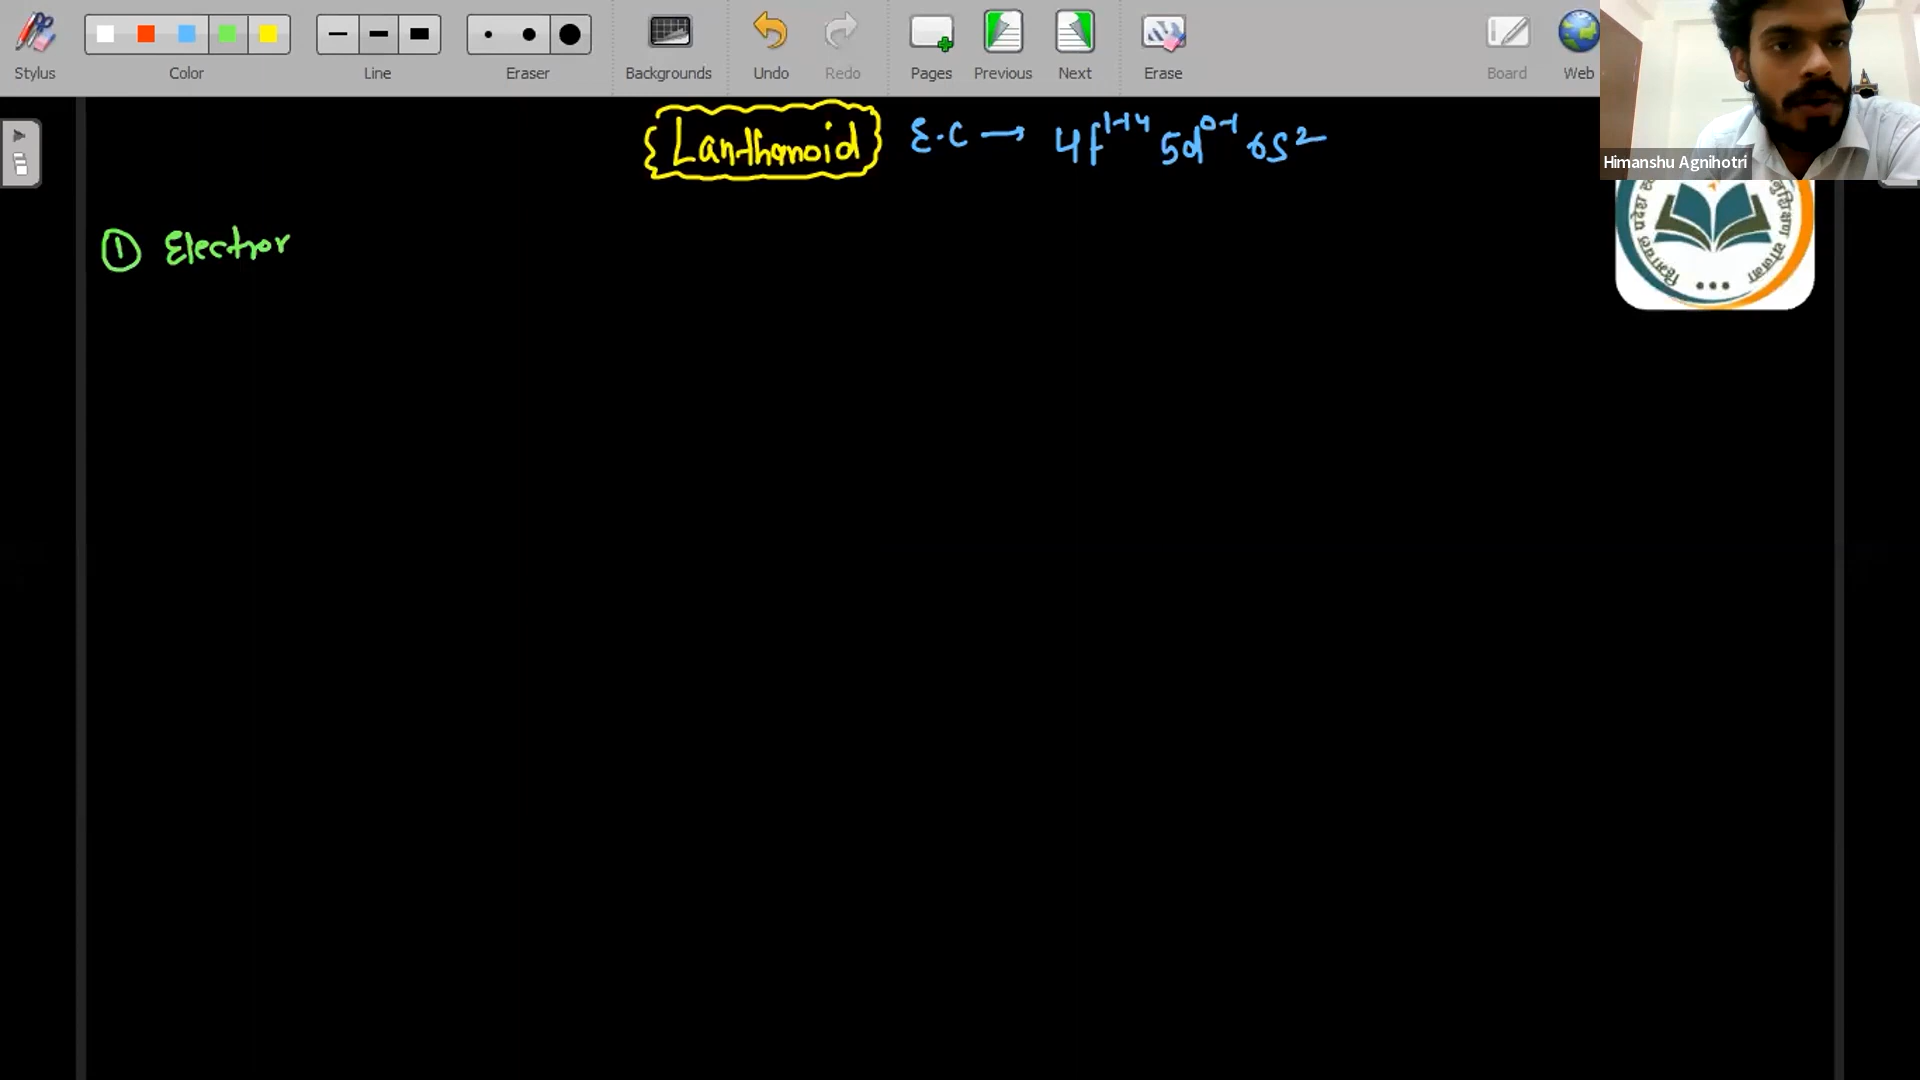 Stylus Color Line Eraser Backgrounds Undo Redo Pages Previous Next Erase Board Web
Himanshu Agnihotri
Lanthanoid E.C → 4f¹⁻¹⁴ 5d⁰⁻¹ 6s²
① Electror